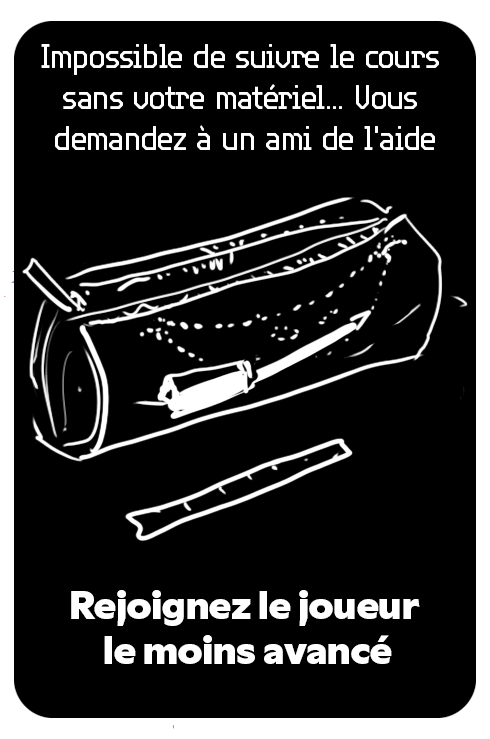 Impossible de suivre le cours
sans votre matériel... Vous
demandez à un ami de l'aide
Rejoignez le joueur
le moins avancé